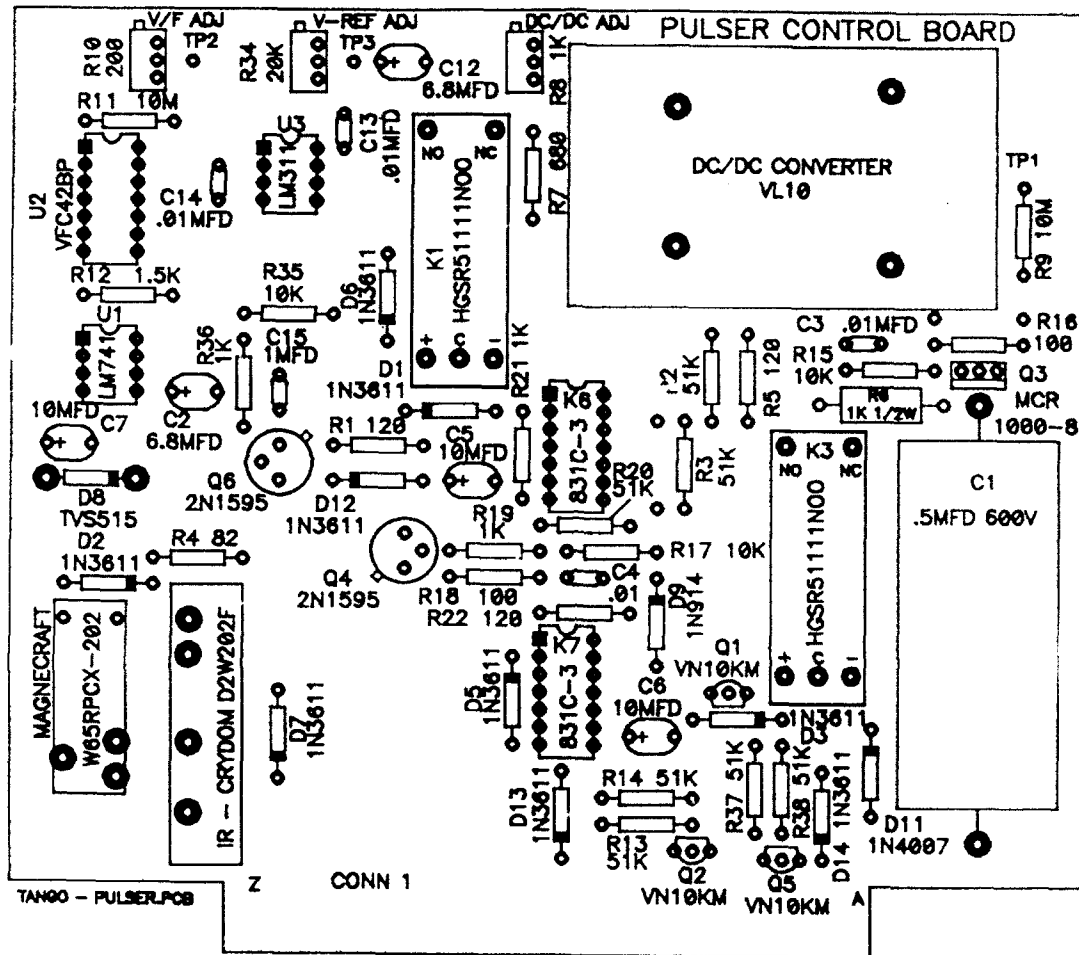 PULSER CONTROL BOARD
V/F ADJ
TP2
R10
200
V-REF ADJ
TP3
R34
20K
C12
6.8MFD
DC/DC ADJ
R8 1K
R11 10M
U2
VFC42BP
C14
.01MFD
U3
LM311
C13
.01MFD
NO
NC
K1
HGSR51111N00
+
-
R7 680
DC/DC CONVERTER
VL10
TP1
R9 10M
R12 1.5K
R35
10K
D6
1N3611
U1
LM741
R36
1K
C15
1MFD
D1
1N3611
R21 1K
51K
R5 120
C3 .01MFD
R16
100
R15
10K
Q3
MCR
1000-8
R6
1K 1/2W
10MFD
C7
+
C2
6.8MFD
+
R1 120
C5
10MFD
+
K6
831C-3
R3
51K
NO
K3
NC
HGSR51111N00
+
-
C1
.5MFD 600V
D8
TVS515
Q6
2N1595
D12
1N3611
R20
51K
R19
1K
D2
1N3611
R4 82
Q4
2N1595
R17 10K
R18 100
R22 120
C4
.01
D9
1N914
MAGNECRAFT
W65RPCX-202
IR - CRYDOM D2W202F
D7
1N3611
D5
1N3611
K7
831C-3
Q1
VN10KM
C6
10MFD
+
1N3611
D3
D13
1N3611
R14 51K
R13
51K
R37 51K
R38 51K
D14 1N3611
D11
1N4007
Q2
VN10KM
Q5
VN10KM
TANGO - PULSER.PCB
Z
CONN 1
A